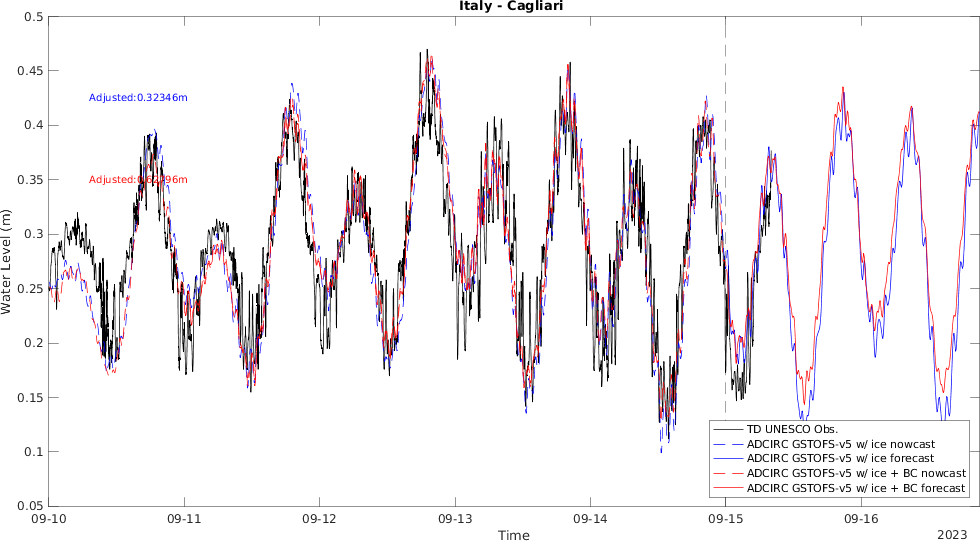 Italy - Cagliari
0.5
0.45
0.4
0.35
0.3
0.25
0.2
0.15
0.1
0.05
Water Level (m)
Adjusted:0.32346m
TD UNESCO Obs.
ADCIRC GSTOFS-v5 w/ ice nowcast
ADCIRC GSTOFS-v5 w/ ice forecast
ADCIRC GSTOFS-v5 w/ ice + BC nowcast
ADCIRC GSTOFS-v5 w/ ice + BC forecast
09-10 09-11 09-12 09-13 09-14 09-15 09-16
Time
2023